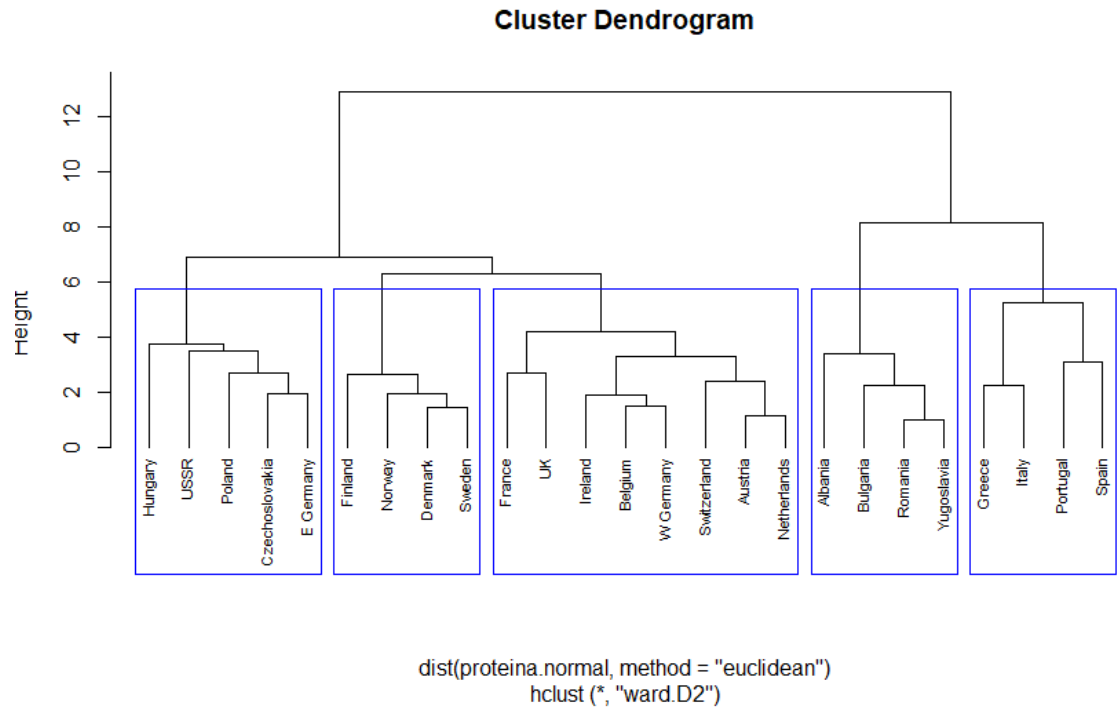 Cluster Dendrogram
12
10
8
6
4
2
0
Height
Hungary
USSR
Poland
Czechoslovakia
E Germany
Finland
Norway
Denmark
Sweden
France
UK
Ireland
Belgium
W Germany
Switzerland
Austria
Netherlands
Albania
Bulgaria
Romania
Yugoslavia
Greece
Italy
Portugal
Spain
dist(proteina.normal, method = "euclidean")
hclust (*, "ward.D2")